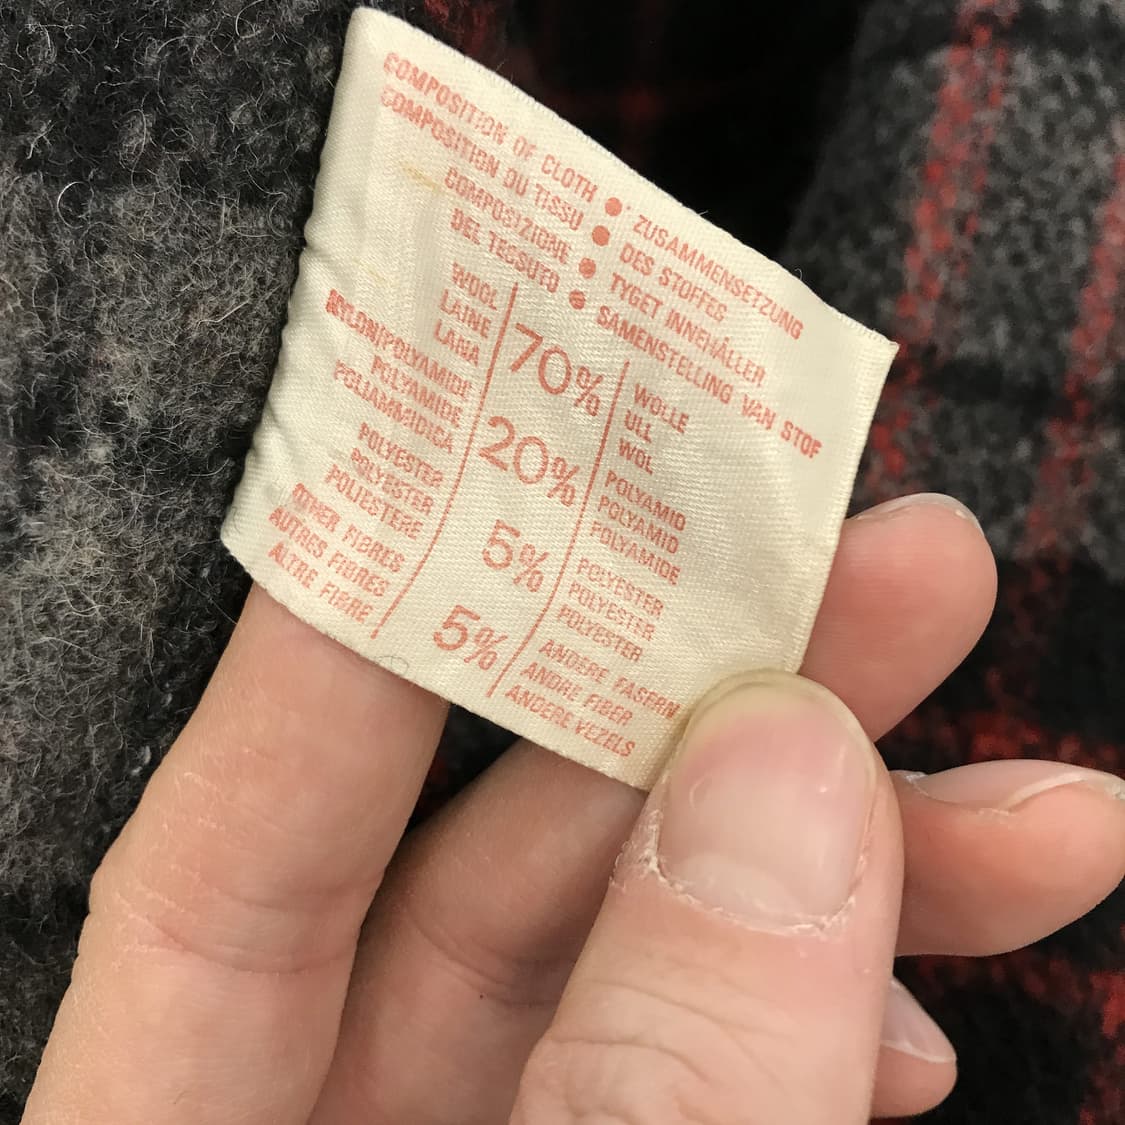 COMPOSITION OF CLOTH ● ZUSAMMENSETZUNG
COMPOSITION DU TISSU ● DES STOFFES
COMPOSIZIONE ● TYGET INNEHÅLLER
DEL TESSUTO ● SAMENSTELLING VAN STOF
WOOL
LAINE
LANA
70%
WOLLE
ULL
WOL
NYLON/POLYAMIDE
POLYAMIDE
POLIAMMIDICA
20%
POLYAMID
POLYAMID
POLYAMIDE
POLYESTER
POLYESTER
POLIESTERE
5%
POLYESTER
POLYESTER
POLYESTER
OTHER FIBRES
AUTRES FIBRES
ALTRE FIBRE
5%
ANDERE FASERN
ANDRE FIBER
ANDERE VEZELS